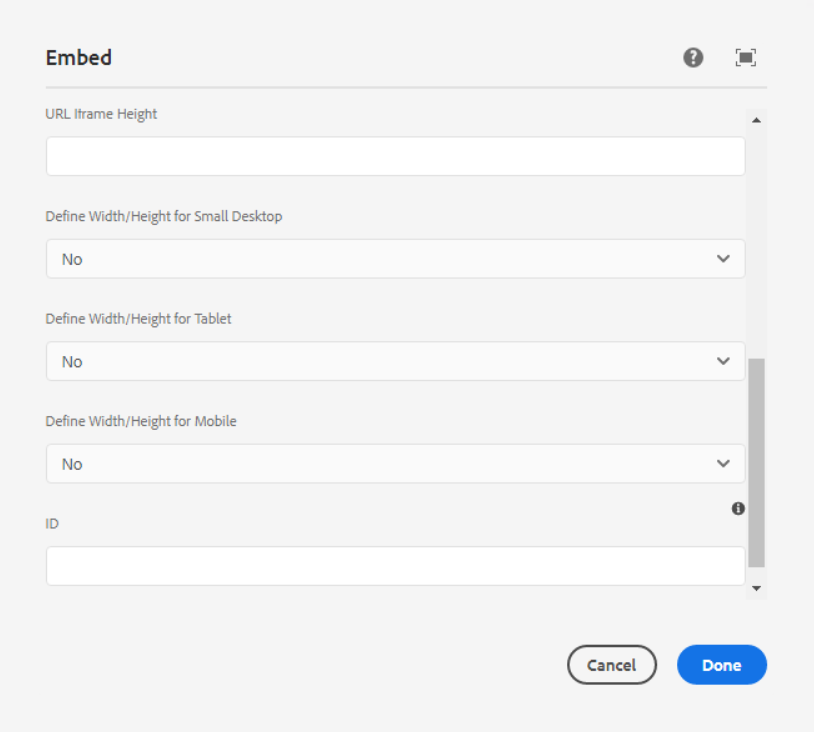 Embed
URL Iframe Height
Define Width/Height for Small Desktop
No
Define Width/Height for Tablet
No
Define Width/Height for Mobile
No
ID
Cancel
Done